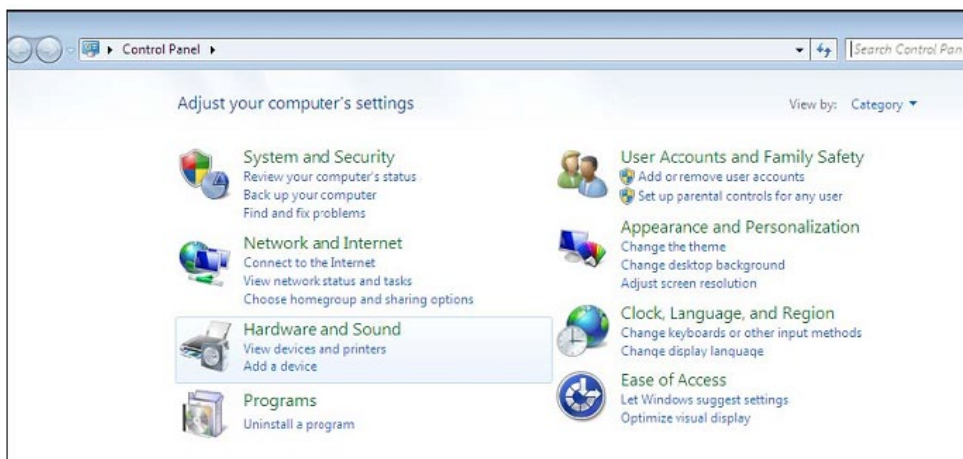 Control Panel
Search Control Pan
Adjust your computer's settings
View by: Category
System and Security
Review your computer's status
Back up your computer
Find and fix problems
Network and Internet
Connect to the Internet
View network status and tasks
Choose homegroup and sharing options
Hardware and Sound
View devices and printers
Add a device
Programs
Uninstall a program
User Accounts and Family Safety
Add or remove user accounts
Set up parental controls for any user
Appearance and Personalization
Change the theme
Change desktop background
Adjust screen resolution
Clock, Language, and Region
Change keyboards or other input methods
Change display language
Ease of Access
Let Windows suggest settings
Optimize visual display